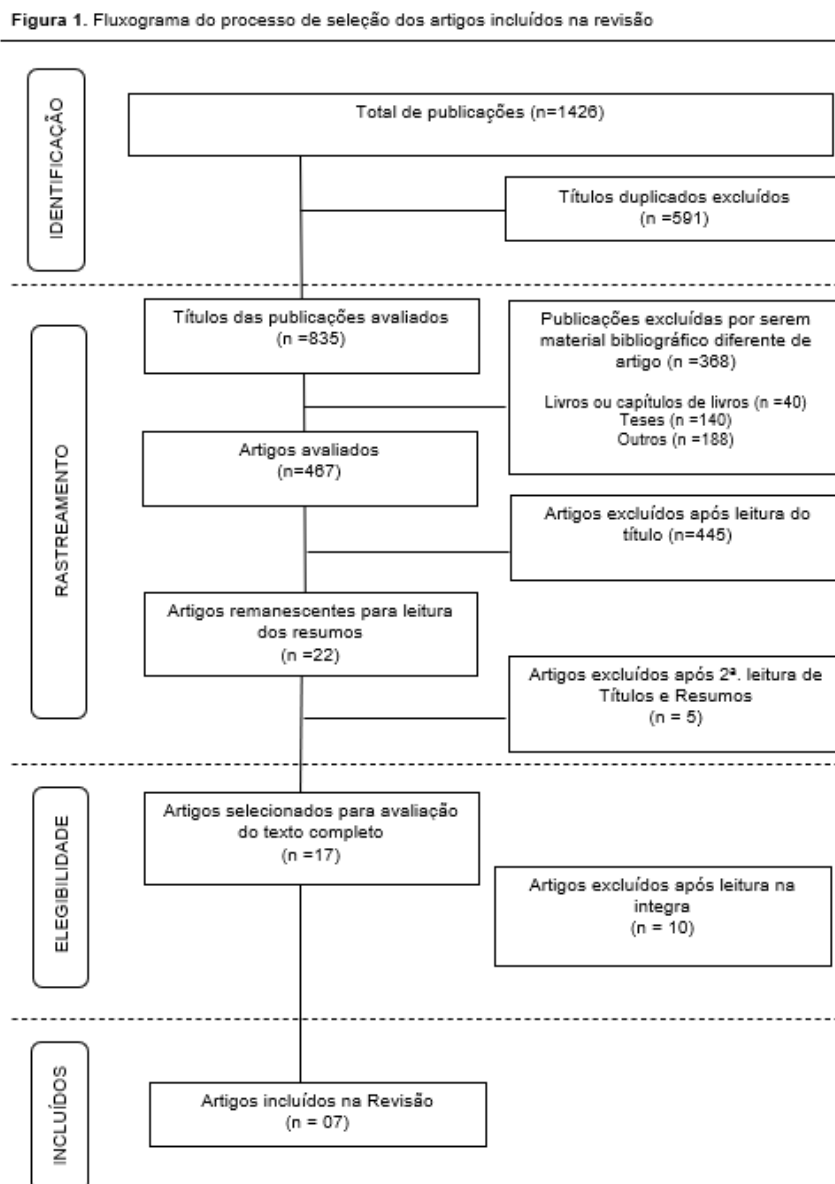 Figura 1. Fluxograma do processo de seleção dos artigos incluídos na revisão
IDENTIFICAÇÃO
Total de publicações (n=1426)
Títulos duplicados excluídos
(n =591)
RASTREAMENTO
Títulos das publicações avaliados
(n =835)
Publicações excluídas por serem
material bibliográfico diferente de
artigo (n =368)
Livros ou capítulos de livros (n =40)
Teses (n =140)
Outros (n =188)
Artigos avaliados
(n=467)
Artigos excluídos após leitura do
título (n=445)
Artigos remanescentes para leitura
dos resumos
(n =22)
Artigos excluídos após 2ª. leitura de
Títulos e Resumos
(n = 5)
ELEGIBILIDADE
Artigos selecionados para avaliação
do texto completo
(n =17)
Artigos excluídos após leitura na
integra
(n = 10)
INCLUÍDOS
Artigos incluídos na Revisão
(n = 07)